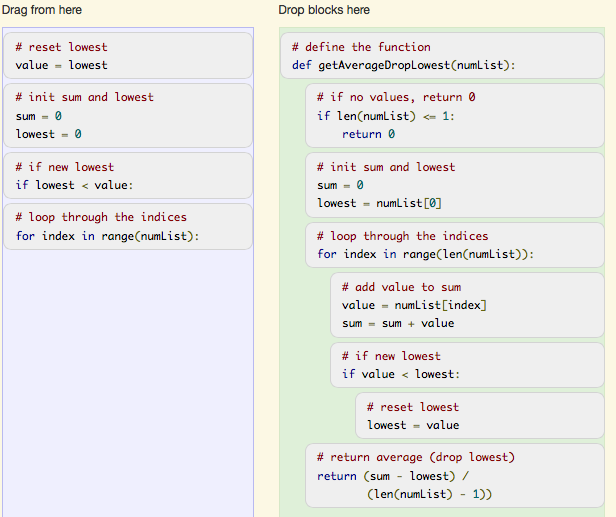 Drag from here
# reset lowest
value = lowest
# init sum and lowest
sum = 0
lowest = 0
# if new lowest
if lowest < value:
# loop through the indices
for index in range(numList):
Drop blocks here
# define the function
def getAverageDropLowest(numList):
# if no values, return 0
if len(numList) <= 1:
return 0
# init sum and lowest
sum = 0
lowest = numList[0]
# loop through the indices
for index in range(len(numList)):
# add value to sum
value = numList[index]
sum = sum + value
# if new lowest
if value < lowest:
# reset lowest
lowest = value
# return average (drop lowest)
return (sum - lowest) /
(len(numList) - 1))